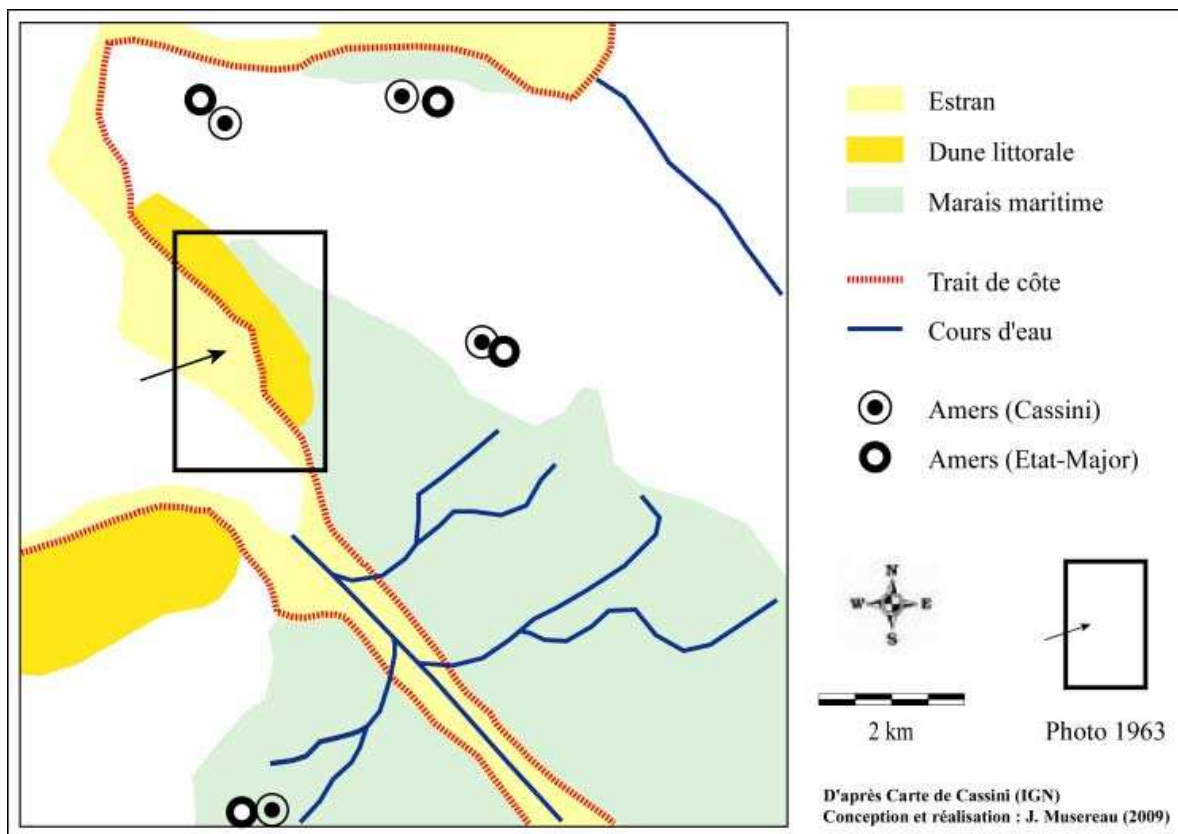 Estran
Dune littorale
Marais maritime
Trait de côte
Cours d'eau
Amers (Cassini)
Amers (Etat-Major)
N
W E
S
2 km
Photo 1963
D'après Carte de Cassini (IGN)
Conception et réalisation : J. Musereau (2009)